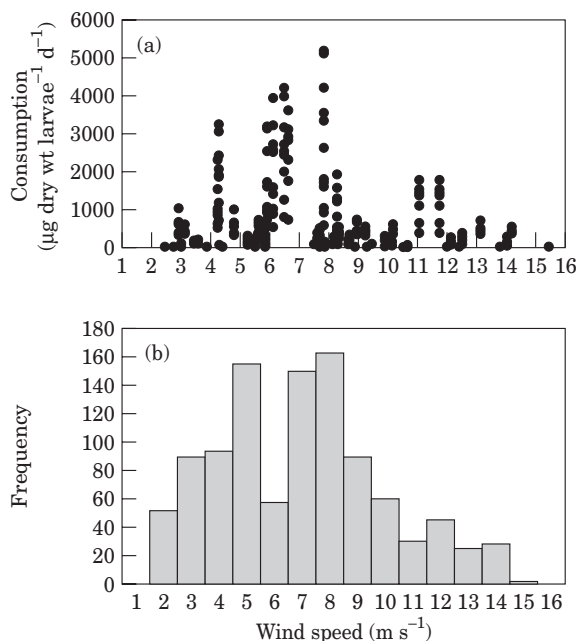 6000
(a)
5000
4000
3000
2000
1000
0
Consumption
(μg dry wt larvae⁻¹ d⁻¹)
1 2 3 4 5 6 7 8 9 10 11 12 13 14 15 16
180
(b)
160
140
120
100
80
60
40
20
0
Frequency
1 2 3 4 5 6 7 8 9 10 11 12 13 14 15 16
Wind speed (m s⁻¹)